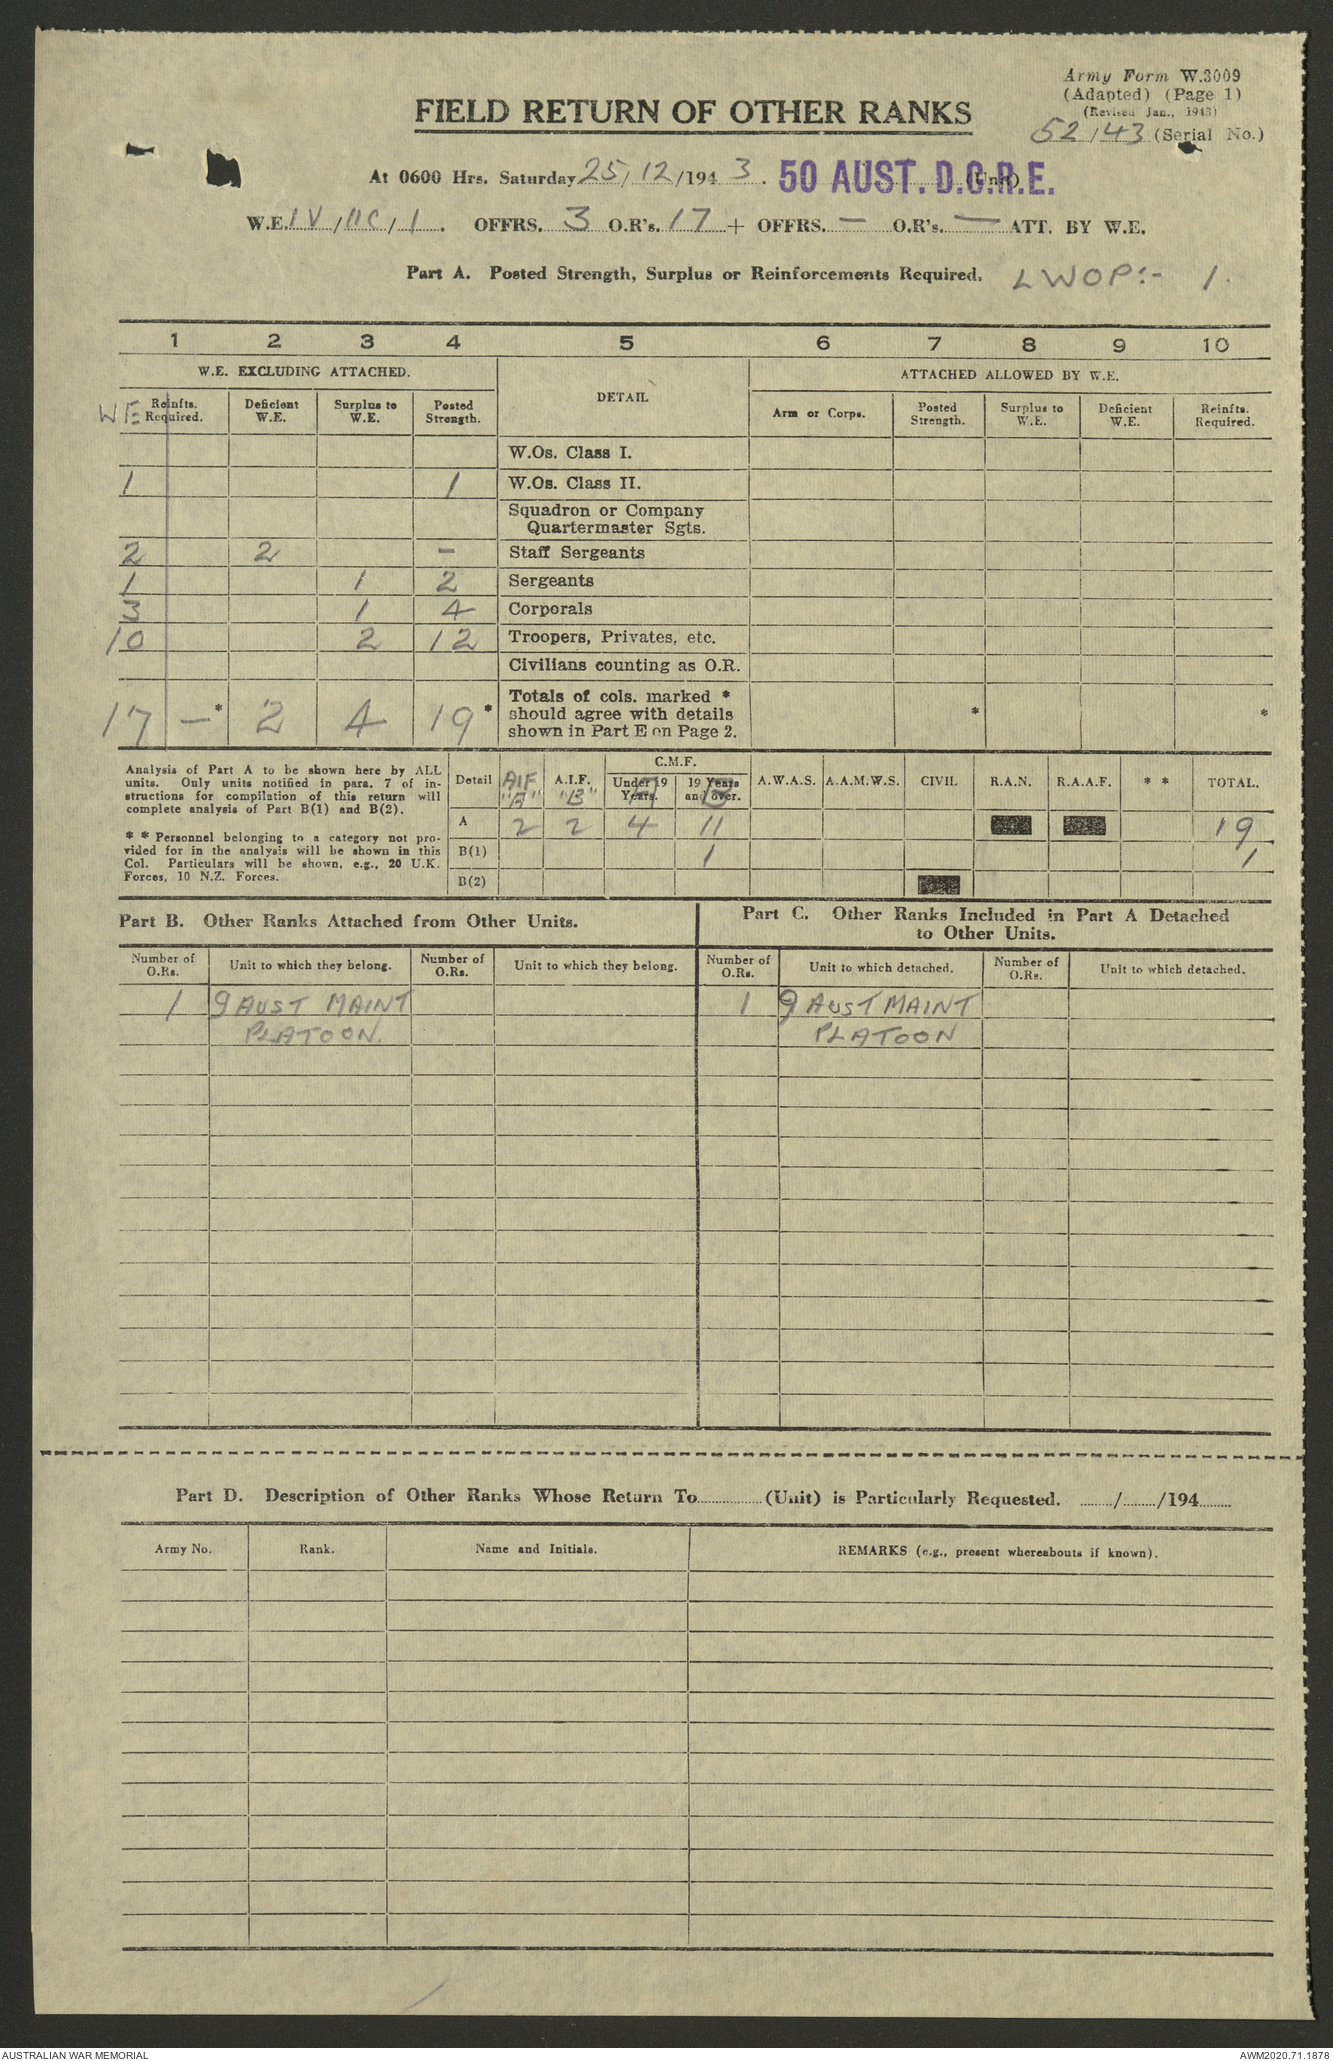 Army Form W.3009
(Adapted) (Page 1)
(Revised Jan., 1943)
52/43 (Serial No.)
FIELD RETURN OF OTHER RANKS
At 0600 Hrs. Saturday 25/12/1943. 50 AUST. D.C.R.E. (Unit)
W.E. IV/11C/1. OFFRS. 3 O.R's. 17 + OFFRS. — O.R's. — ATT. BY W.E.
Part A. Posted Strength, Surplus or Reinforcements Required. LWOP:- 1.
1 2 3 4 5 6 7 8 9 10
W.E. EXCLUDING ATTACHED. DETAIL ATTACHED ALLOWED BY W.E.
WE Reinfts. Required. Deficient W.E. Surplus to W.E. Posted Strength. Arm or Corps. Posted Strength. Surplus to W.E. Deficient W.E. Reinfts. Required.
W.Os. Class I.
1 1 W.Os. Class II.
Squadron or Company
Quartermaster Sgts.
2 2 - Staff Sergeants
1 1 2 Sergeants
3 1 4 Corporals
10 2 12 Troopers, Privates, etc.
Civilians counting as O.R.
17 -* 2 4 19* Totals of cols. marked *
should agree with details * *
shown in Part E on Page 2.
Analysis of Part A to be shown here by ALL
units. Only units notified in para. 7 of in-
structions for compilation of this return will
complete analysis of Part B(1) and B(2).
* * Personnel belonging to a category not pro-
vided for in the analysis will be shown in this
Col. Particulars will be shown, e.g., 20 U.K.
Forces, 10 N.Z. Forces.
C.M.F.
Detail AIF A.I.F. "B" Under 19 Years. 19 Years and over. A.W.A.S. A.A.M.W.S. CIVIL R.A.N. R.A.A.F. * * TOTAL.
A 2 2 4 11 19
B(1) 1 1
B(2)
Part B. Other Ranks Attached from Other Units.
Part C. Other Ranks Included in Part A Detached
to Other Units.
Number of O.Rs. Unit to which they belong. Number of O.Rs. Unit to which they belong. Number of O.Rs. Unit to which detached. Number of O.Rs. Unit to which detached.
1 9 AUST MAINT 1 9 AUST MAINT
PLATOON. PLATOON
Part D. Description of Other Ranks Whose Return To (Unit) is Particularly Requested. / /194
Army No. Rank. Name and Initials. REMARKS (e.g., present whereabouts if known).
AUSTRALIAN WAR MEMORIAL AWM2020.71.1878